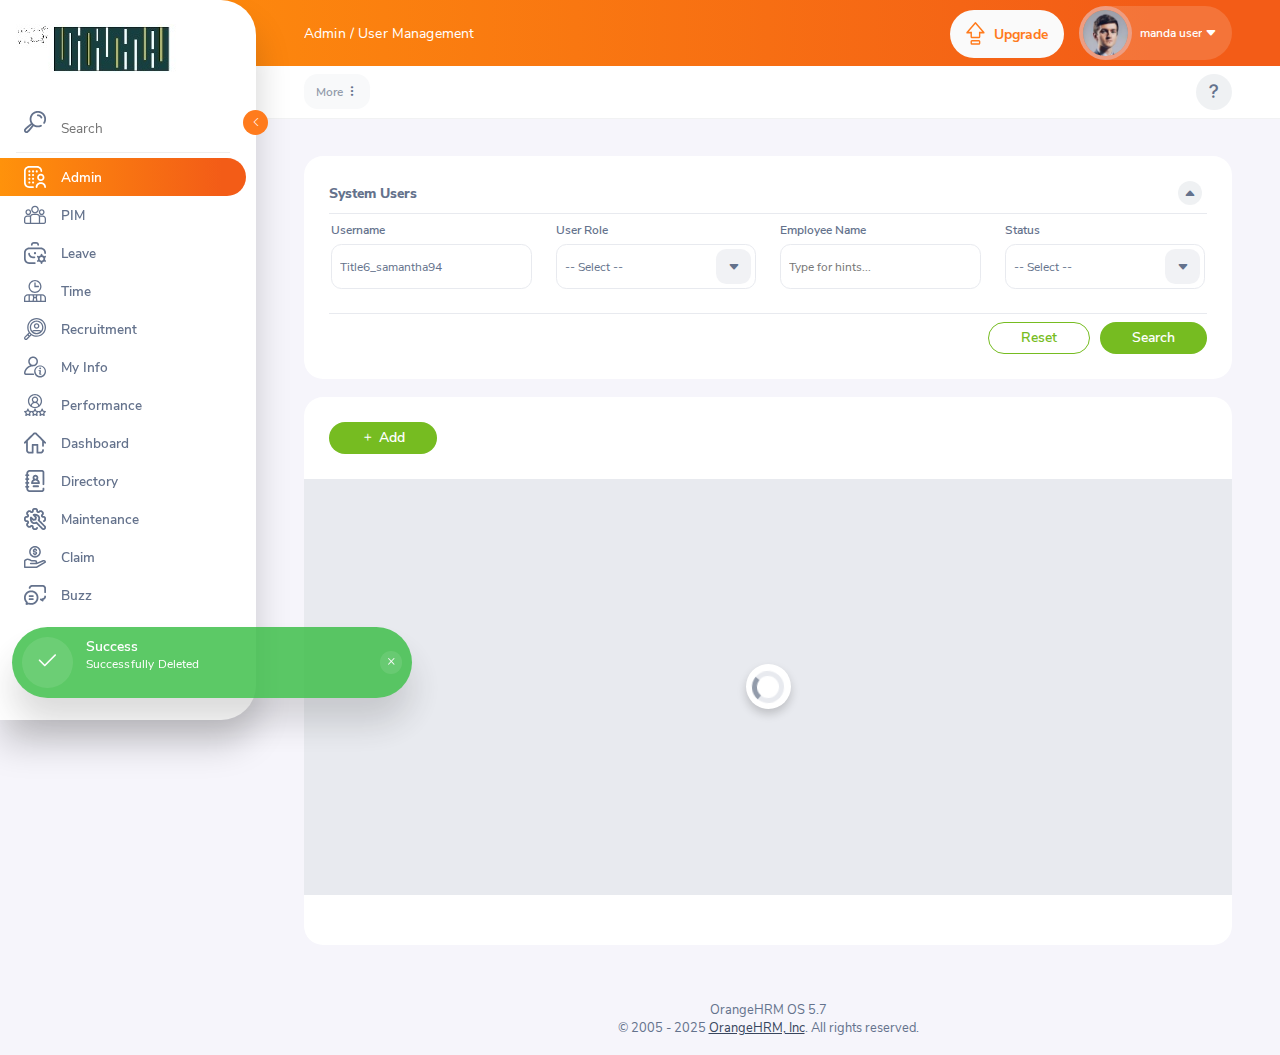 Admin / User Management
Upgrade
manda user
More
?
Search
Admin
PIM
Leave
Time
Recruitment
My Info
Performance
Dashboard
Directory
Maintenance
Claim
Buzz
System Users
Username
User Role
Employee Name
Status
Title6_samantha94
-- Select --
Type for hints...
-- Select --
Reset
Search
+ Add
Success
Successfully Deleted
×
OrangeHRM OS 5.7
© 2005 - 2025 OrangeHRM, Inc. All rights reserved.